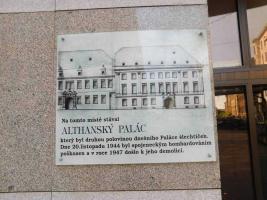 Na tomto místě stával
ALTHANSKÝ PALÁC
který byl druhou polovinou dnešního Paláce šlechtičen.
Dne 20.listopadu 1944 byl spojeneckým bombardováním
poškozen a v roce 1947 došlo k jeho demolici.